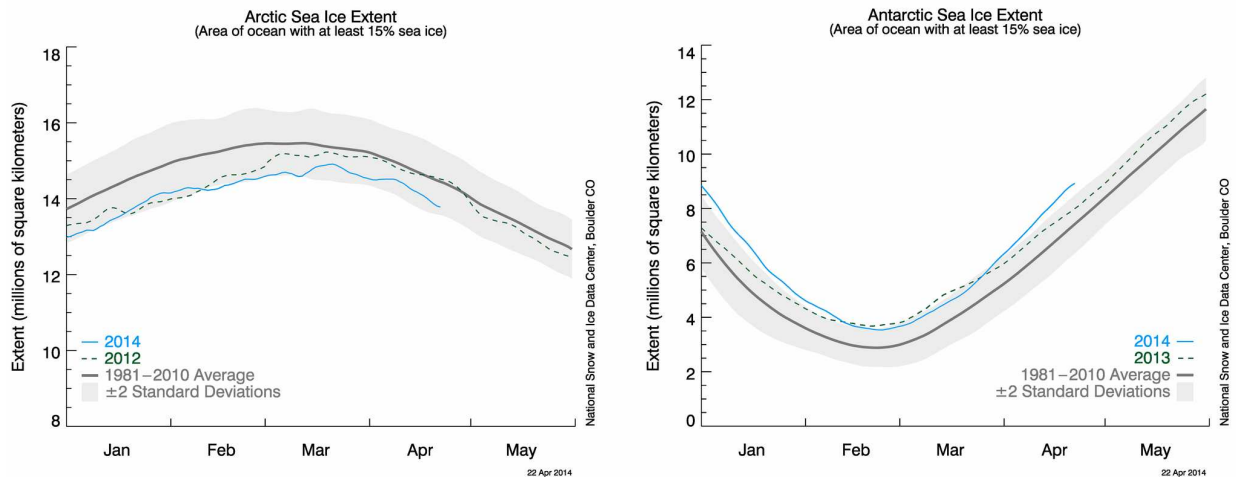 Arctic Sea Ice Extent
(Area of ocean with at least 15% sea ice)
Extent (millions of square kilometers)
18
16
14
12
10
8
2014
2012
1981–2010 Average
±2 Standard Deviations
Jan
Feb
Mar
Apr
May
National Snow and Ice Data Center, Boulder CO
22 Apr 2014
Antarctic Sea Ice Extent
(Area of ocean with at least 15% sea ice)
Extent (millions of square kilometers)
14
12
10
8
6
4
2
0
2014
2013
1981–2010 Average
±2 Standard Deviations
Jan
Feb
Mar
Apr
May
National Snow and Ice Data Center, Boulder CO
22 Apr 2014